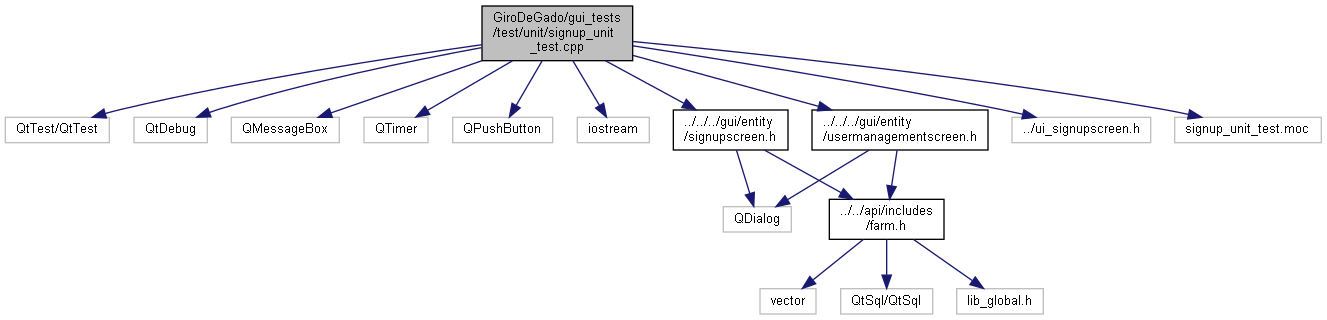 GiroDeGado/gui_tests
/test/unit/signup_unit
_test.cpp
QtTest/QtTest
QtDebug
QMessageBox
QTimer
QPushButton
iostream
../../../gui/entity
/signupscreen.h
../../../gui/entity
/usermanagementscreen.h
../ui_signupscreen.h
signup_unit_test.moc
QDialog
../../api/includes
/farm.h
vector
QtSql/QtSql
lib_global.h